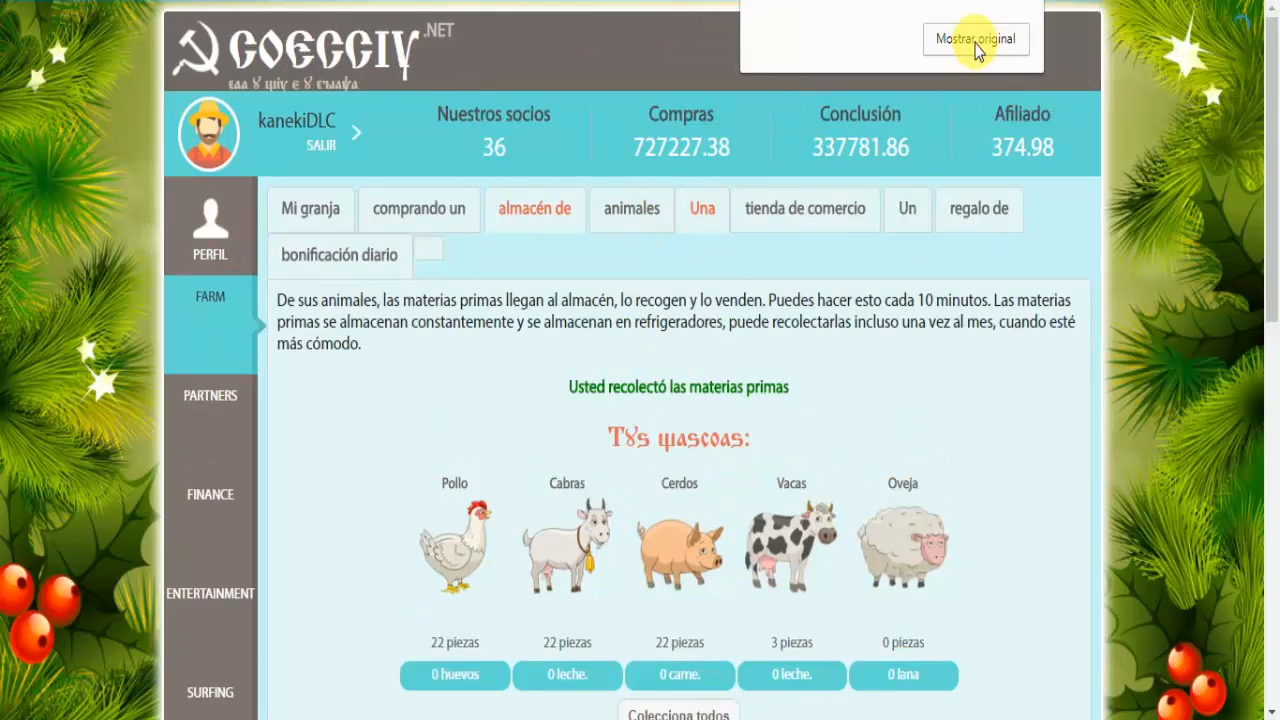 .NET
Mostrar original
kanekiDLC
SALIR
Nuestros socios
36
Compras
727227.38
Conclusión
337781.86
Afiliado
374.98
PERFIL
FARM
PARTNERS
FINANCE
ENTERTAINMENT
SURFING
Mi granja
comprando un
almacén de
animales
Una
tienda de comercio
Un
regalo de
bonificación diario
De sus animales, las materias primas llegan al almacén, lo recogen y lo venden. Puedes hacer esto cada 10 minutos. Las materias
primas se almacenan constantemente y se almacenan en refrigeradores, puede recolectarlas incluso una vez al mes, cuando esté
más cómodo.
Usted recolectó las materias primas
Pollo
Cabras
Cerdos
Vacas
Oveja
22 piezas
22 piezas
22 piezas
3 piezas
0 piezas
0 huevos
0 leche.
0 carne.
0 leche.
0 lana
Colecciona todos